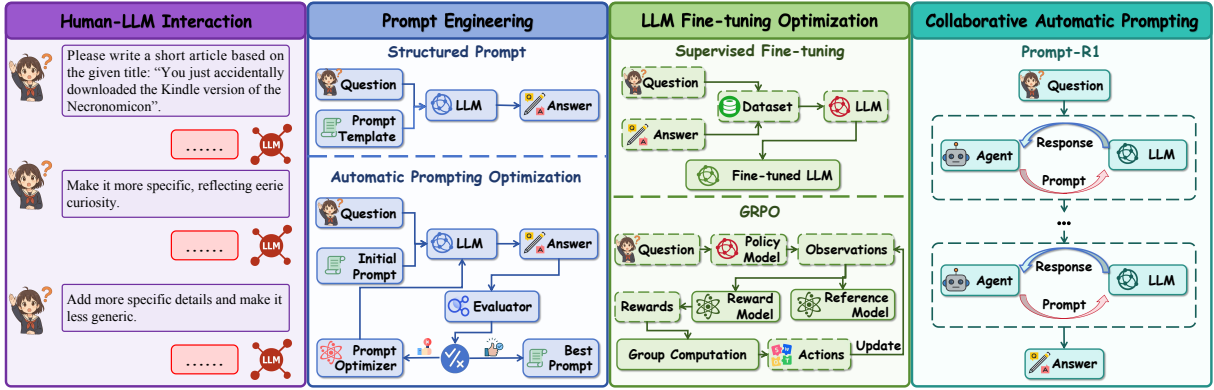 Human-LLM Interaction
Please write a short article based on
the given title: “You just accidentally
downloaded the Kindle version of the
Necronomicon”.
......
LLM
Make it more specific, reflecting eerie
curiosity.
......
LLM
Add more specific details and make it
less generic.
......
LLM
Prompt Engineering
Structured Prompt
Question
Prompt
Template
LLM
Answer
Automatic Prompting Optimization
Question
Initial
Prompt
LLM
Answer
Evaluator
Prompt
Optimizer
Best
Prompt
LLM Fine-tuning Optimization
Supervised Fine-tuning
Question
Answer
Dataset
LLM
Fine-tuned LLM
GRPO
Question
Policy
Model
Observations
Rewards
Reward
Model
Reference
Model
Group Computation
Actions
Update
Collaborative Automatic Prompting
Prompt-R1
Question
Agent
Response
Prompt
LLM
...
Agent
Response
Prompt
LLM
Answer